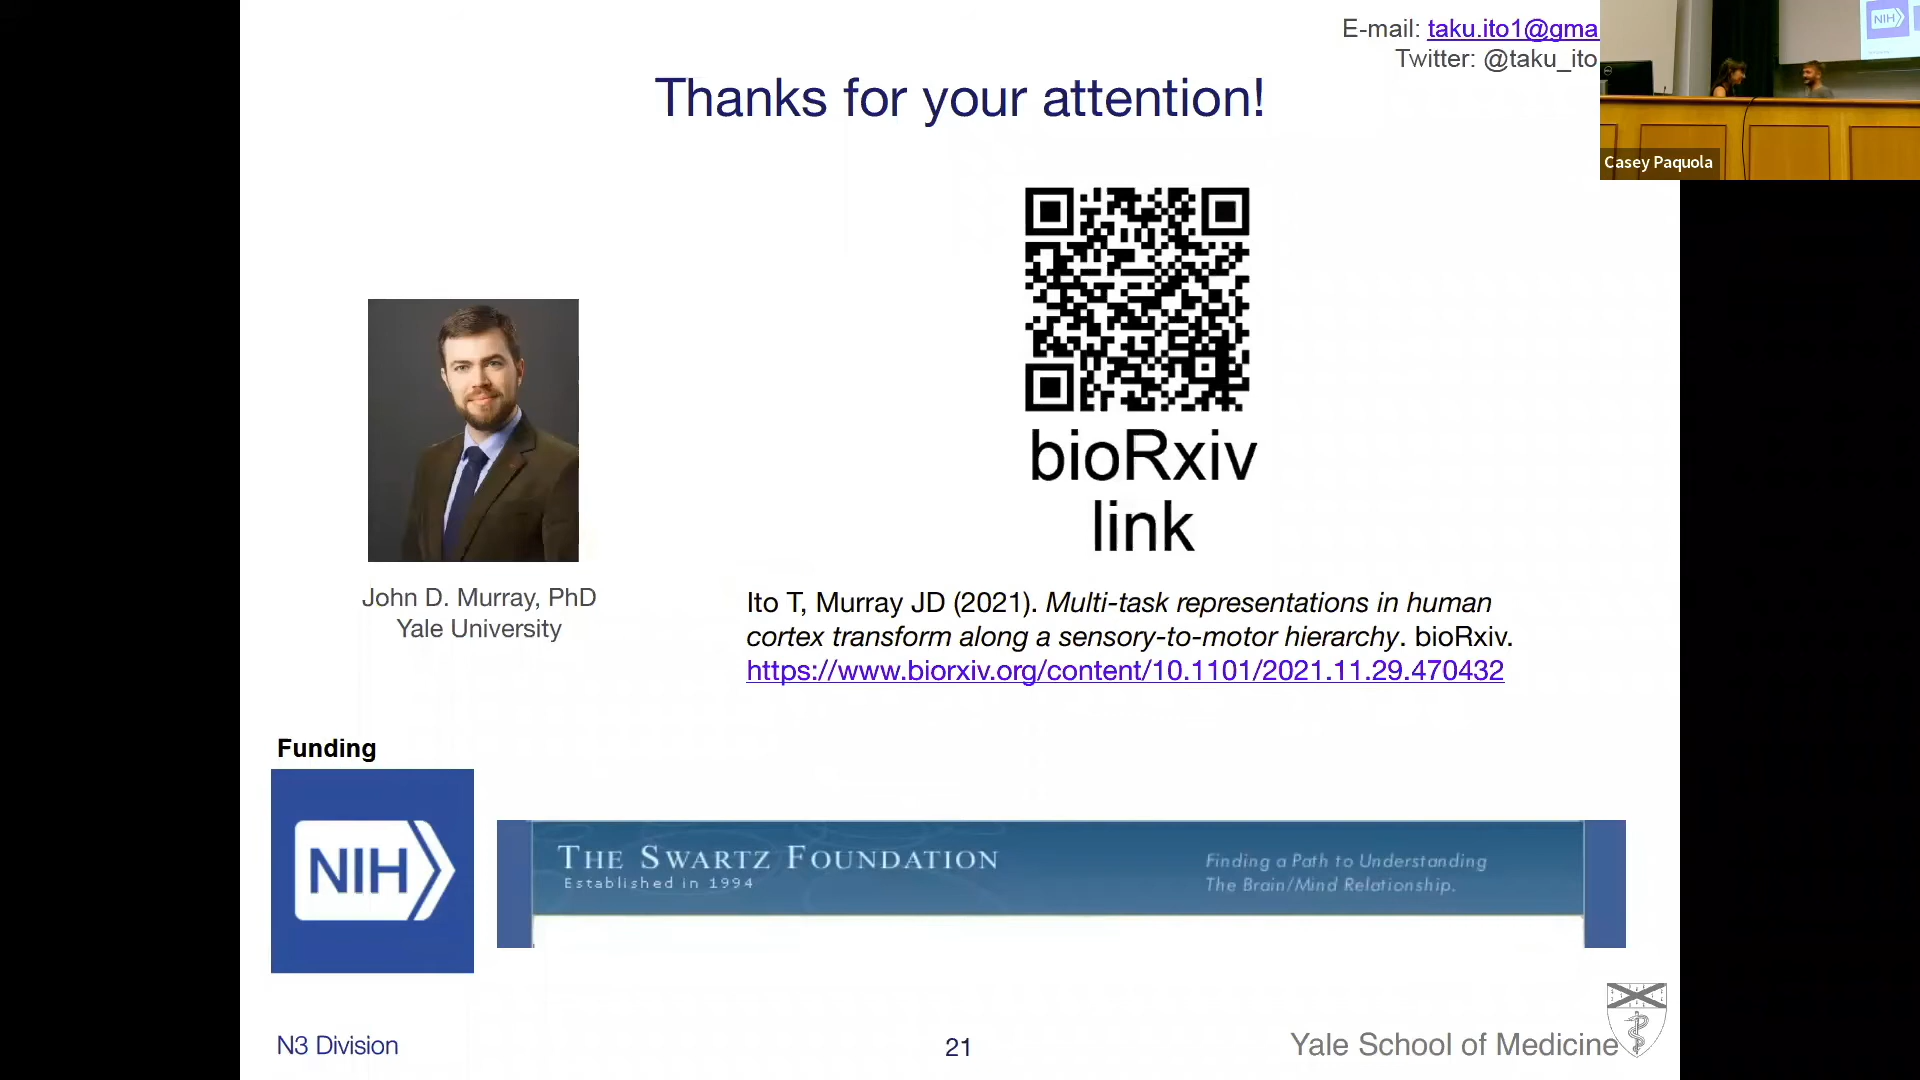 E-mail: taku.ito1@gma
Twitter: @taku_ito
Thanks for your attention!
NIH
Casey Paquola
bioRxiv
link
John D. Murray, PhD
Yale University
Ito T, Murray JD (2021). Multi-task representations in human
cortex transform along a sensory-to-motor hierarchy. bioRxiv.
https://www.biorxiv.org/content/10.1101/2021.11.29.470432
Funding
NIH
THE SWARTZ FOUNDATION
Established in 1994
Finding a Path to Understanding
The Brain/Mind Relationship.
N3 Division
21
Yale School of Medicine